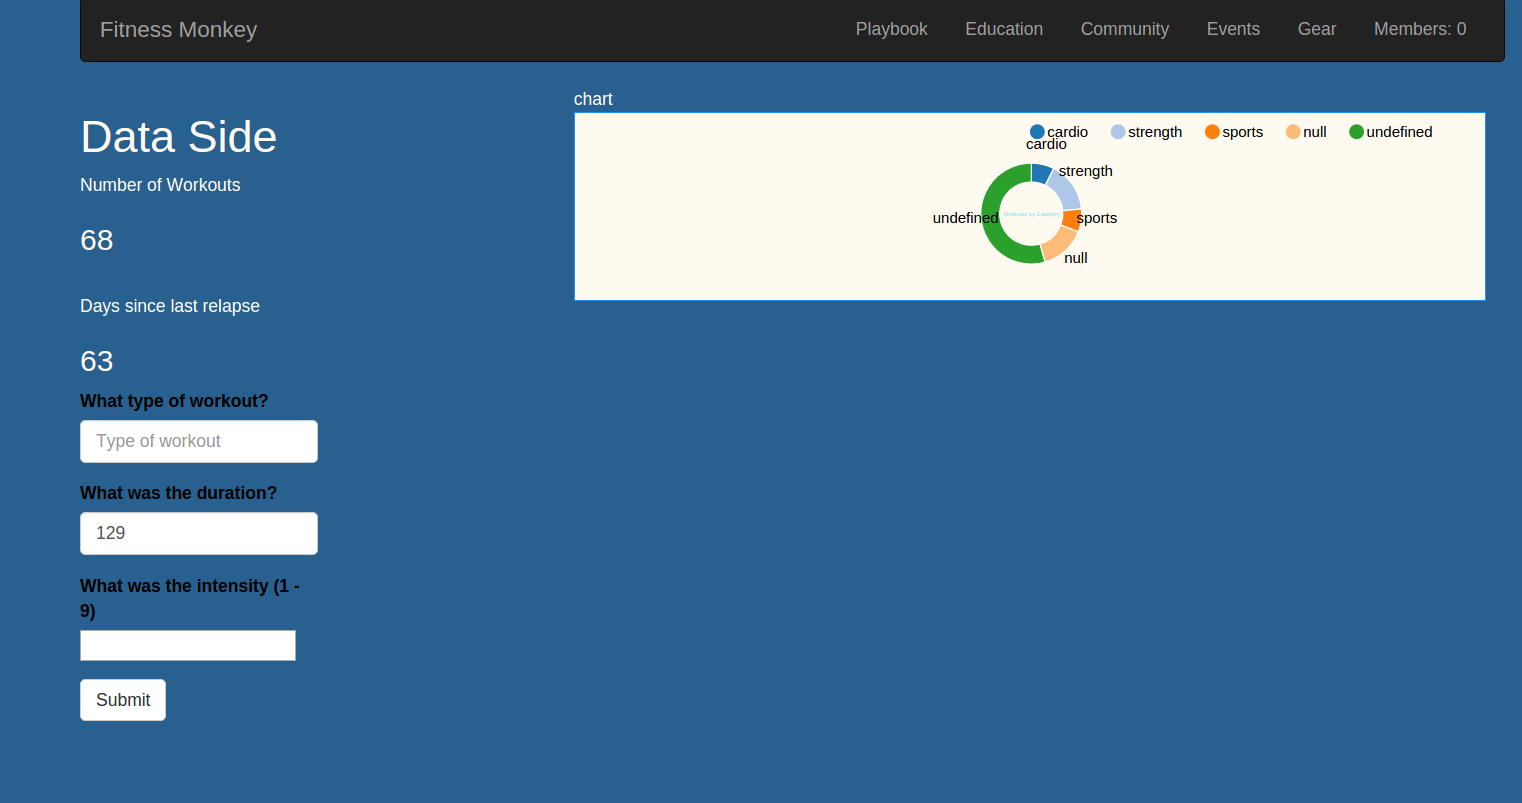 Fitness Monkey
Playbook Education Community Events Gear Members: 0
Data Side
Number of Workouts
68
Days since last relapse
63
What type of workout?
Type of workout
What was the duration?
129
What was the intensity (1 -
9)
Submit
chart
cardio strength sports null undefined
cardio
strength
undefined
Workouts by Category
sports
null